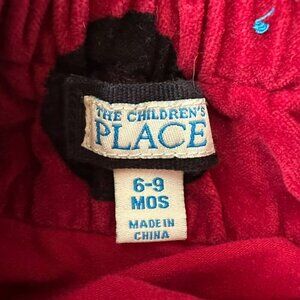 THE CHILDREN'S
PLACE
6-9
MOS
MADE IN
CHINA